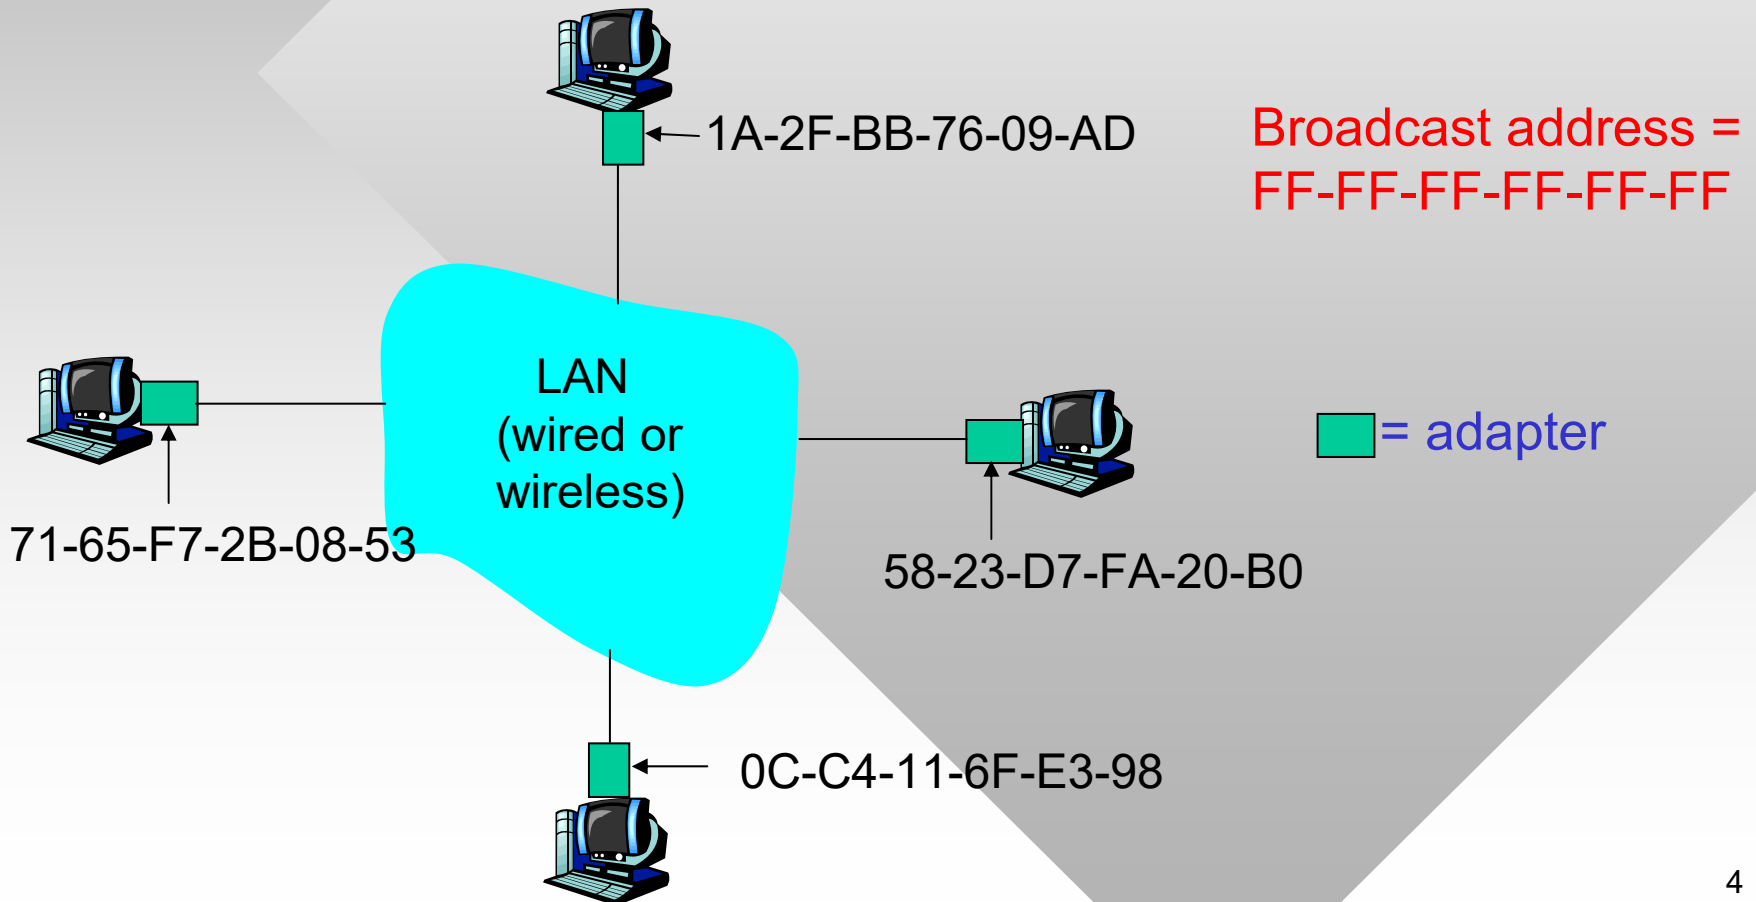 1A-2F-BB-76-09-AD
Broadcast address =
FF-FF-FF-FF-FF-FF
LAN
(wired or
wireless)
= adapter
71-65-F7-2B-08-53
58-23-D7-FA-20-B0
0C-C4-11-6F-E3-98
4